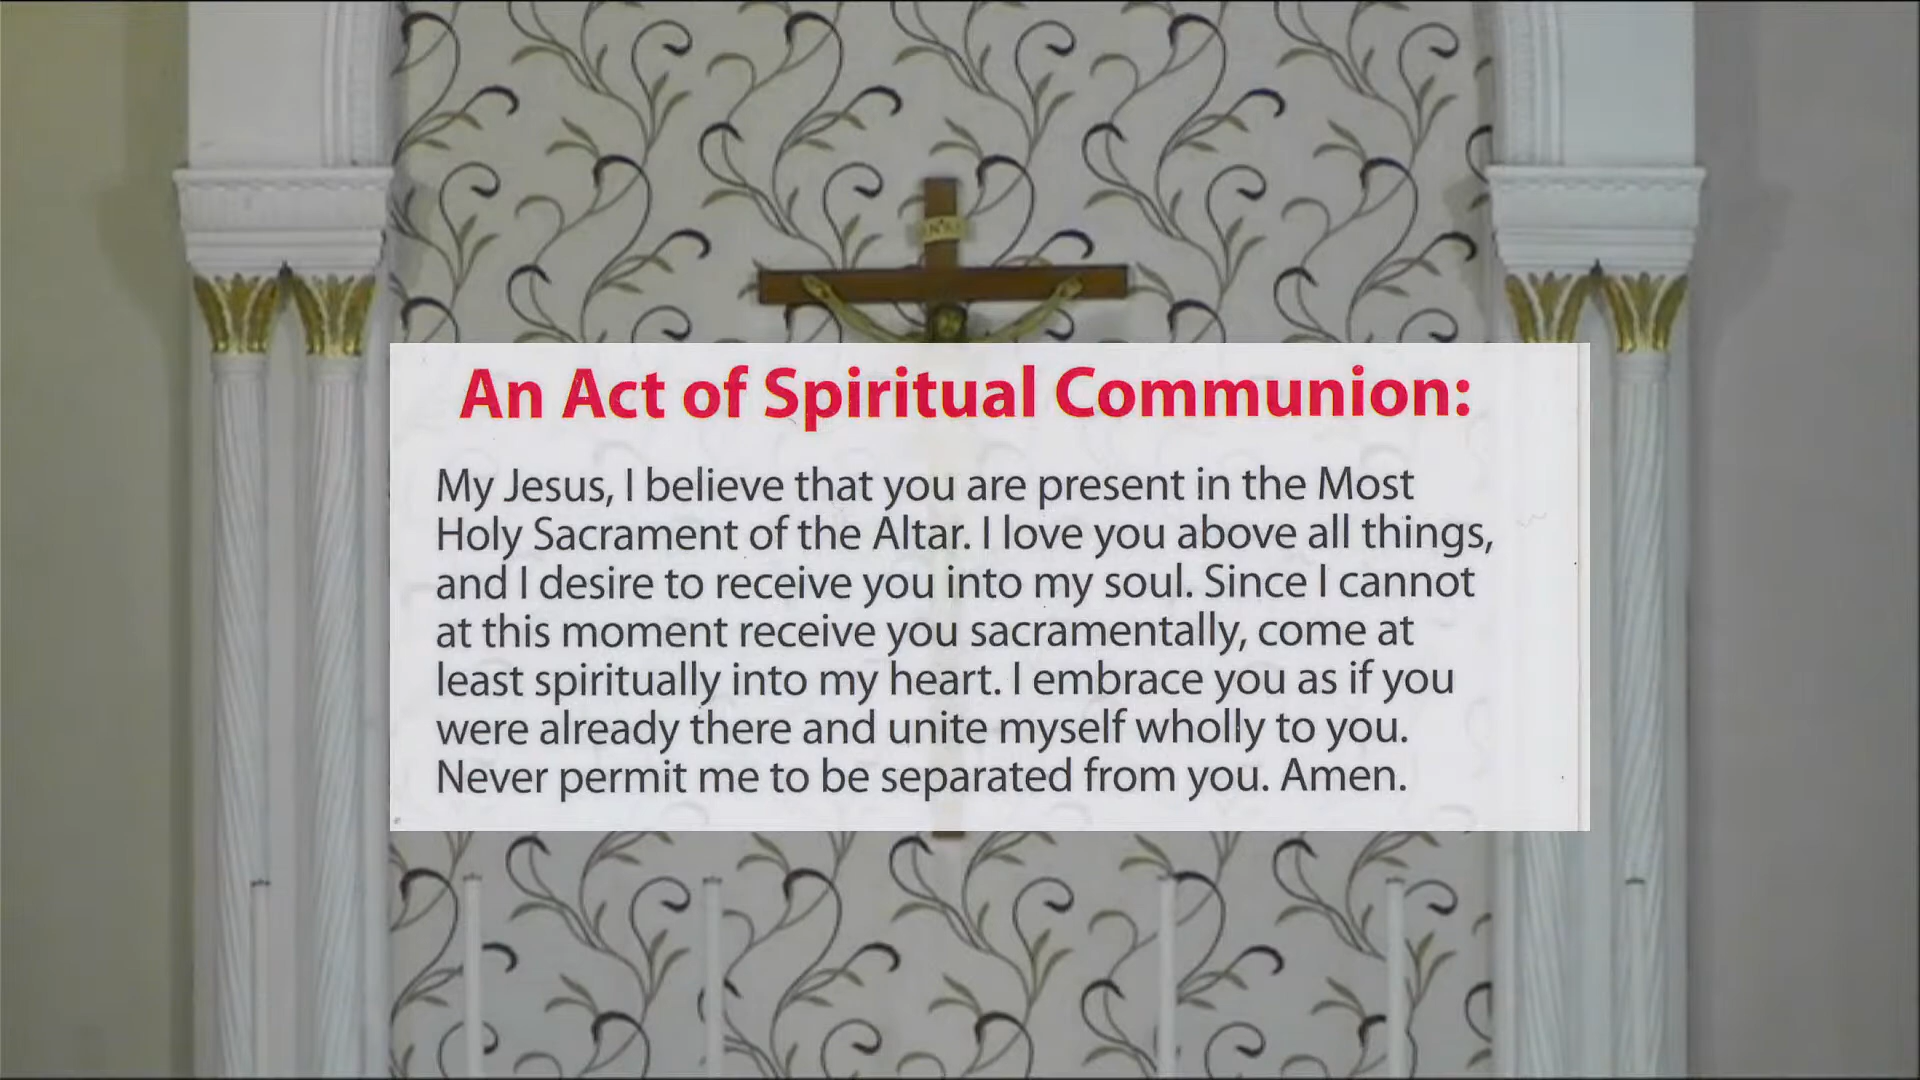 An Act of Spiritual Communion:
My Jesus, I believe that you are present in the Most
Holy Sacrament of the Altar. I love you above all things,
and I desire to receive you into my soul. Since I cannot
at this moment receive you sacramentally, come at
least spiritually into my heart. I embrace you as if you
were already there and unite myself wholly to you.
Never permit me to be separated from you. Amen.